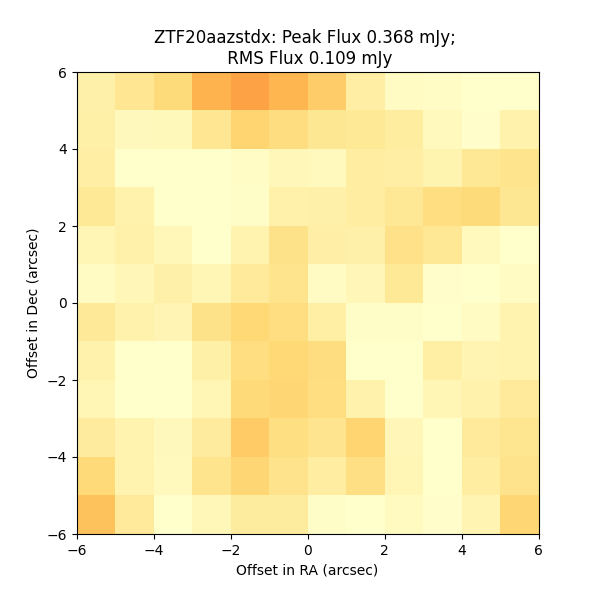 ZTF20aazstdx: Peak Flux 0.368 mJy;
RMS Flux 0.109 mJy
6
4
2
0
−2
−4
−6
Offset in Dec (arcsec)
−6 −4 −2 0 2 4 6
Offset in RA (arcsec)